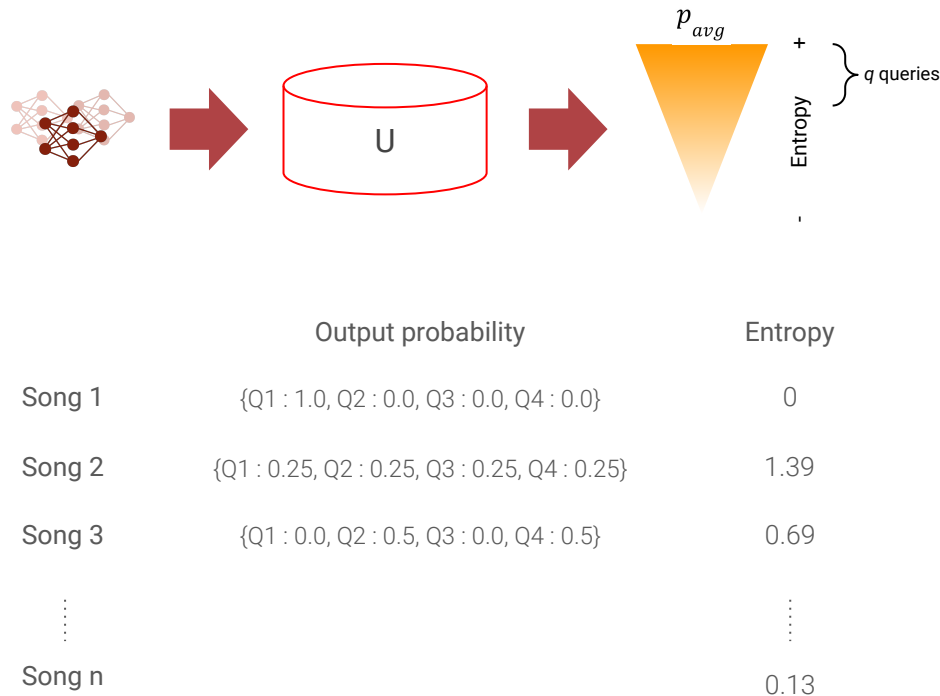 p_avg
+
q queries
U
Entropy
-
Output probability Entropy
Song 1 {Q1 : 1.0, Q2 : 0.0, Q3 : 0.0, Q4 : 0.0} 0
Song 2 {Q1 : 0.25, Q2 : 0.25, Q3 : 0.25, Q4 : 0.25} 1.39
Song 3 {Q1 : 0.0, Q2 : 0.5, Q3 : 0.0, Q4 : 0.5} 0.69
Song n 0.13